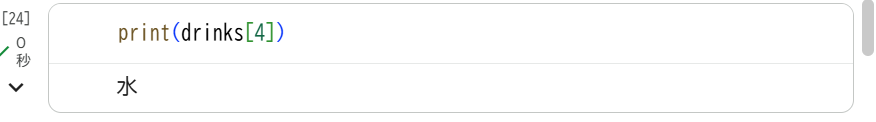 [24]
0
秒
print(drinks[4])
水